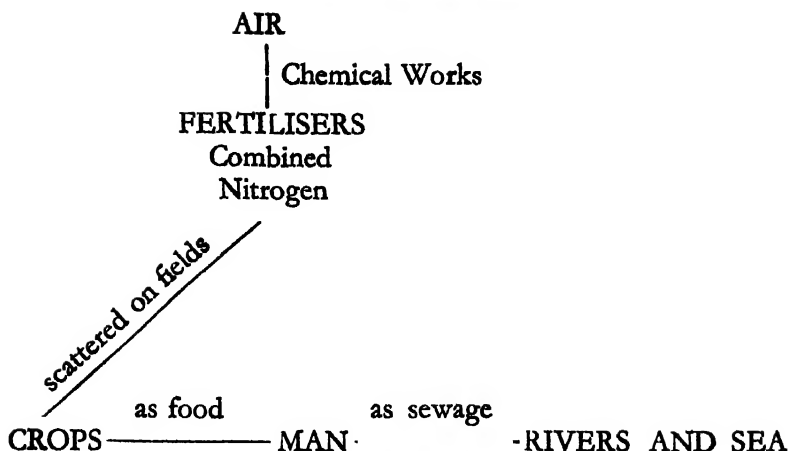 AIR
Chemical Works
FERTILISERS
Combined
Nitrogen
scattered on fields
as food as sewage
CROPS MAN RIVERS AND SEA